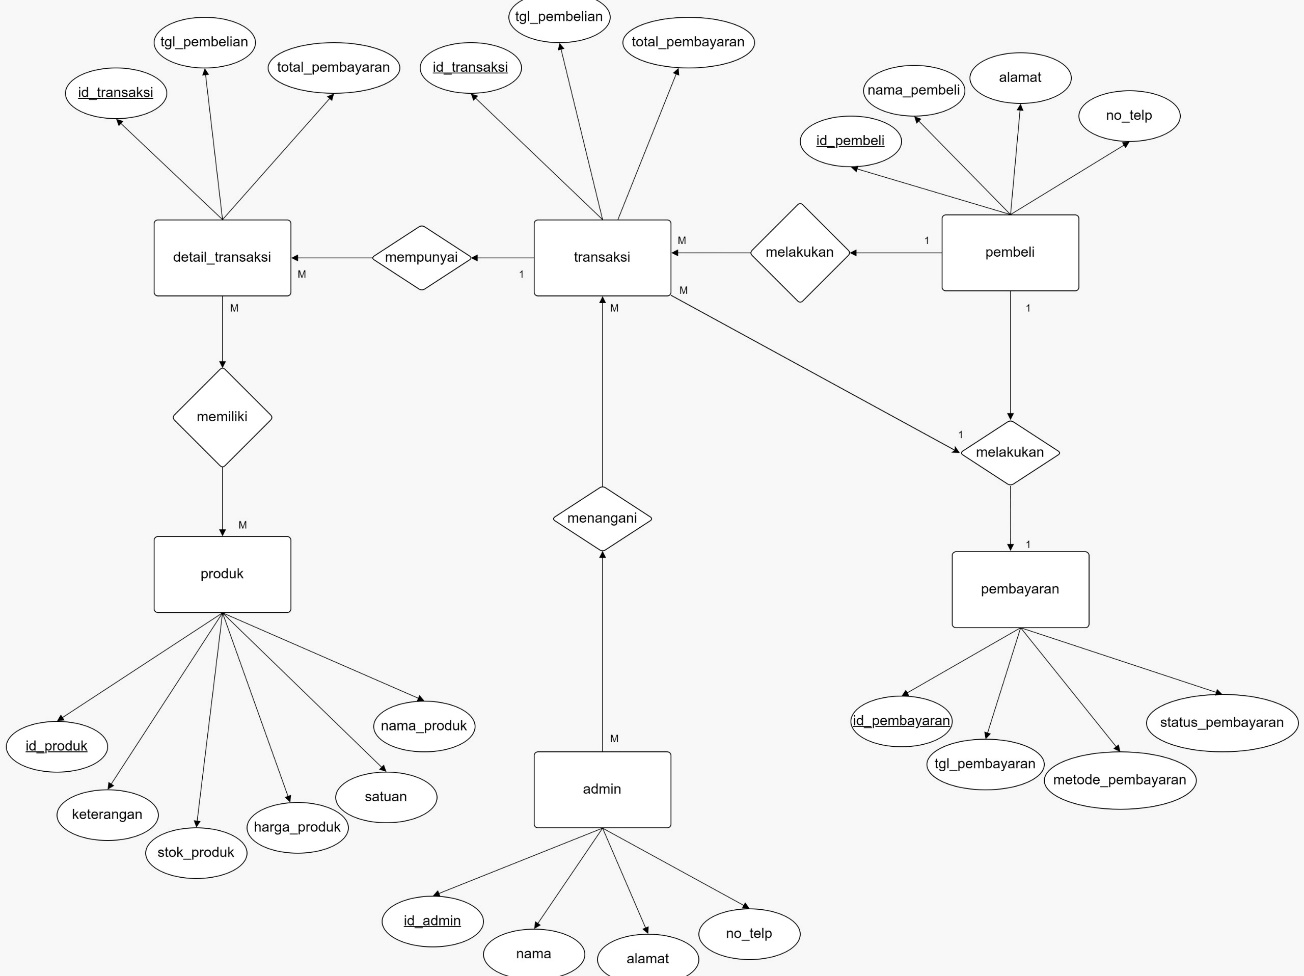 tgl_pembelian
total_pembayaran
id_transaksi
tgl_pembelian
total_pembayaran
id_transaksi
nama_pembeli
alamat
no_telp
id_pembeli
detail_transaksi
M
mempunyai
1
transaksi
M
melakukan
1
pembeli
M
M
M
1
memiliki
1
melakukan
menangani
M
1
produk
pembayaran
M
admin
id_produk
keterangan
stok_produk
harga_produk
satuan
nama_produk
id_pembayaran
tgl_pembayaran
metode_pembayaran
status_pembayaran
id_admin
nama
alamat
no_telp